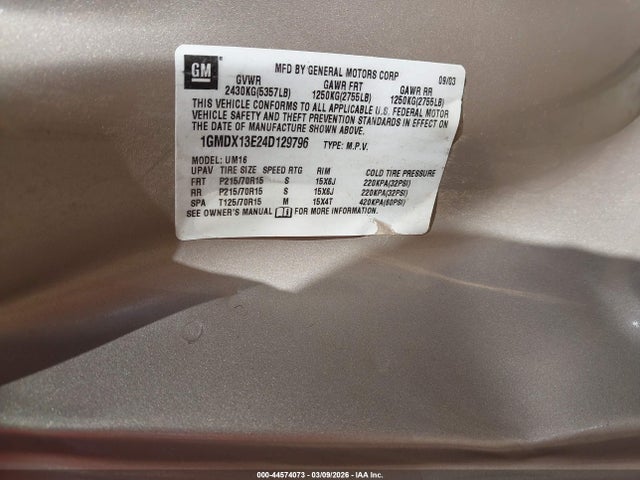 GM
MFD BY GENERAL MOTORS CORP 09/03
GVWR GAWR FRT GAWR RR
2430KG(5357LB) 1250KG(2755LB) 1250KG(2755LB)
THIS VEHICLE CONFORMS TO ALL APPLICABLE U.S. FEDERAL MOTOR
VEHICLE SAFETY AND THEFT PREVENTION STANDARDS IN EFFECT ON
THE DATE OF MANUFACTURE SHOWN ABOVE.
1GMDX13E24D129796 TYPE: M.P.V.
MODEL: UM16
UPAV TIRE SIZE SPEED RTG RIM COLD TIRE PRESSURE
FRT P215/70R15 S 15X6J 220KPA(32PSI)
RR P215/70R15 S 15X6J 220KPA(32PSI)
SPA T125/70R15 M 15X4T 420KPA(60PSI)
SEE OWNER'S MANUAL FOR MORE INFORMATION.
000-44574073 | 03/09/2026 | IAA Inc.